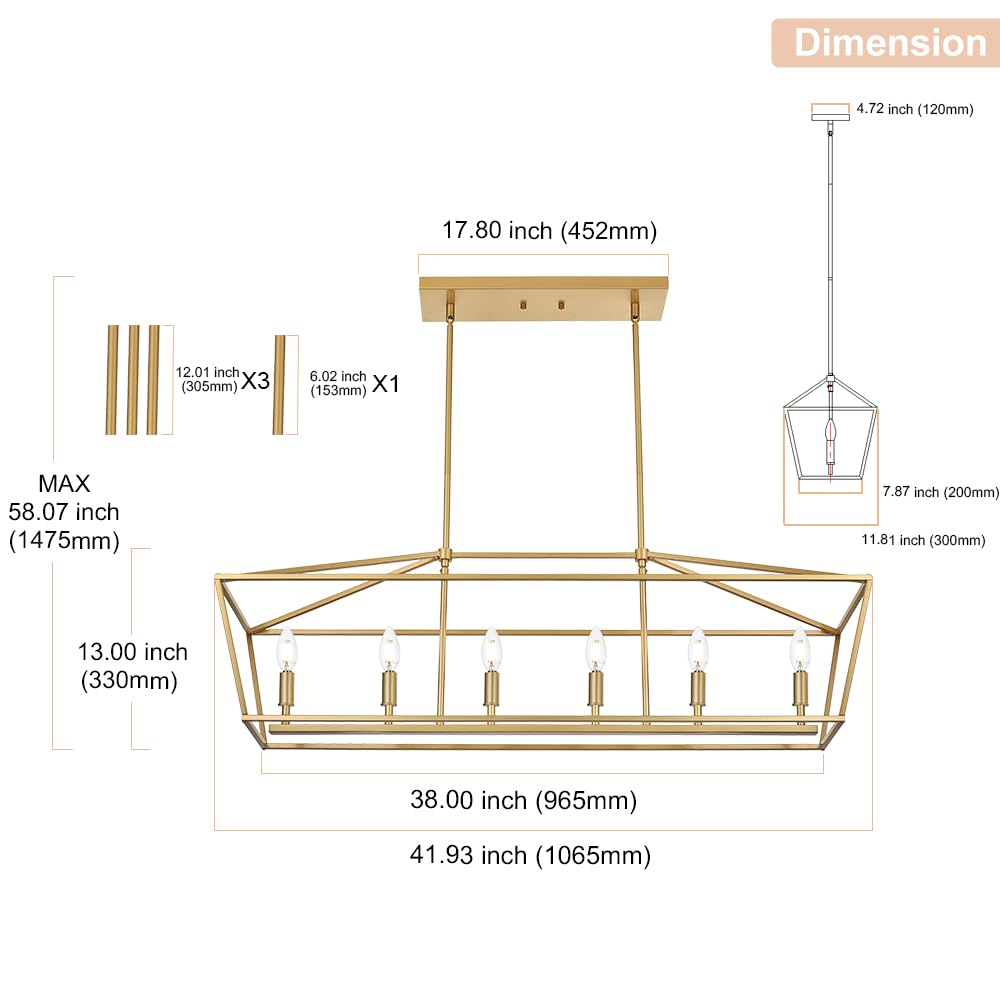 Dimension
4.72 inch (120mm)
17.80 inch (452mm)
12.01 inch
(305mm) X3
6.02 inch
(153mm) X1
MAX
58.07 inch
(1475mm)
7.87 inch (200mm)
11.81 inch (300mm)
13.00 inch
(330mm)
38.00 inch (965mm)
41.93 inch (1065mm)